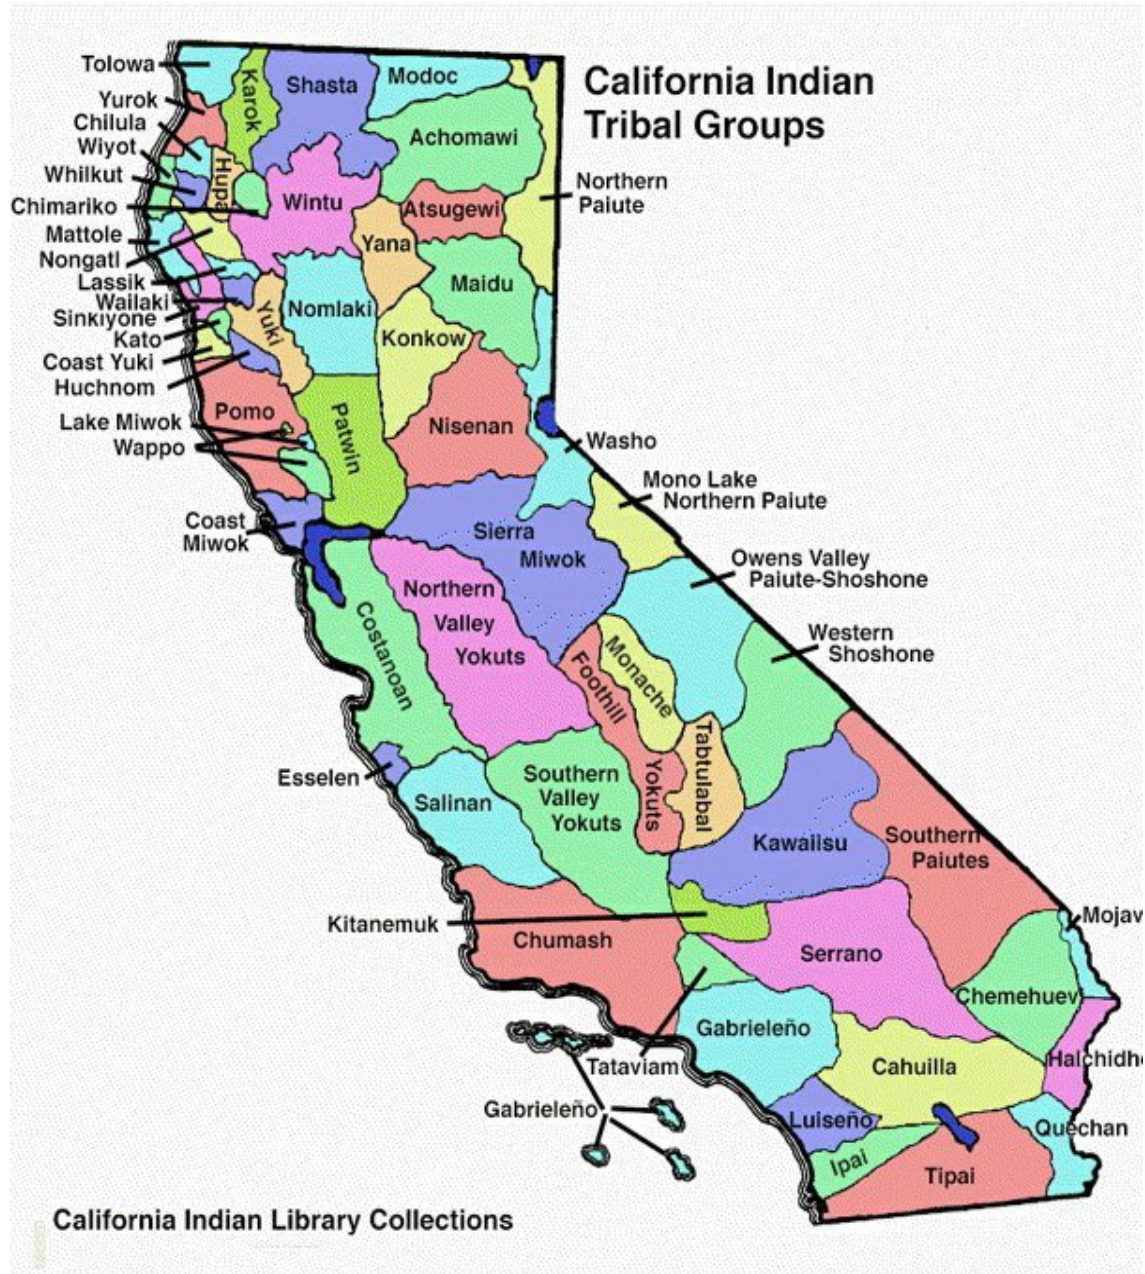 California Indian
Tribal Groups
Tolowa
Yurok
Chilula
Wiyot
Whilkut
Chimariko
Mattole
Nongatl
Lassik
Wailaki
Sinkiyone
Kato
Coast Yuki
Huchnom
Lake Miwok
Wappo
Coast
Miwok
Karok
Shasta
Modoc
Achomawi
Hupa
Wintu
Atsugewi
Northern
Paiute
Yana
Maidu
Yuki
Nomlaki
Konkow
Pomo
Patwin
Nisenan
Washo
Mono Lake
Northern Paiute
Sierra
Miwok
Owens Valley
Paiute-Shoshone
Costanoan
Northern
Valley
Yokuts
Western
Shoshone
Foothill
Yokuts
Monache
Tabtulabal
Esselen
Salinan
Southern
Valley
Yokuts
Kawaiisu
Southern
Paiutes
Kitanemuk
Chumash
Serrano
Mojav
Chemehuevi
Gabrieleño
Tataviam
Cahuilla
Halchidho
Gabrieleño
Luiseño
Quechan
Ipai
Tipai
California Indian Library Collections